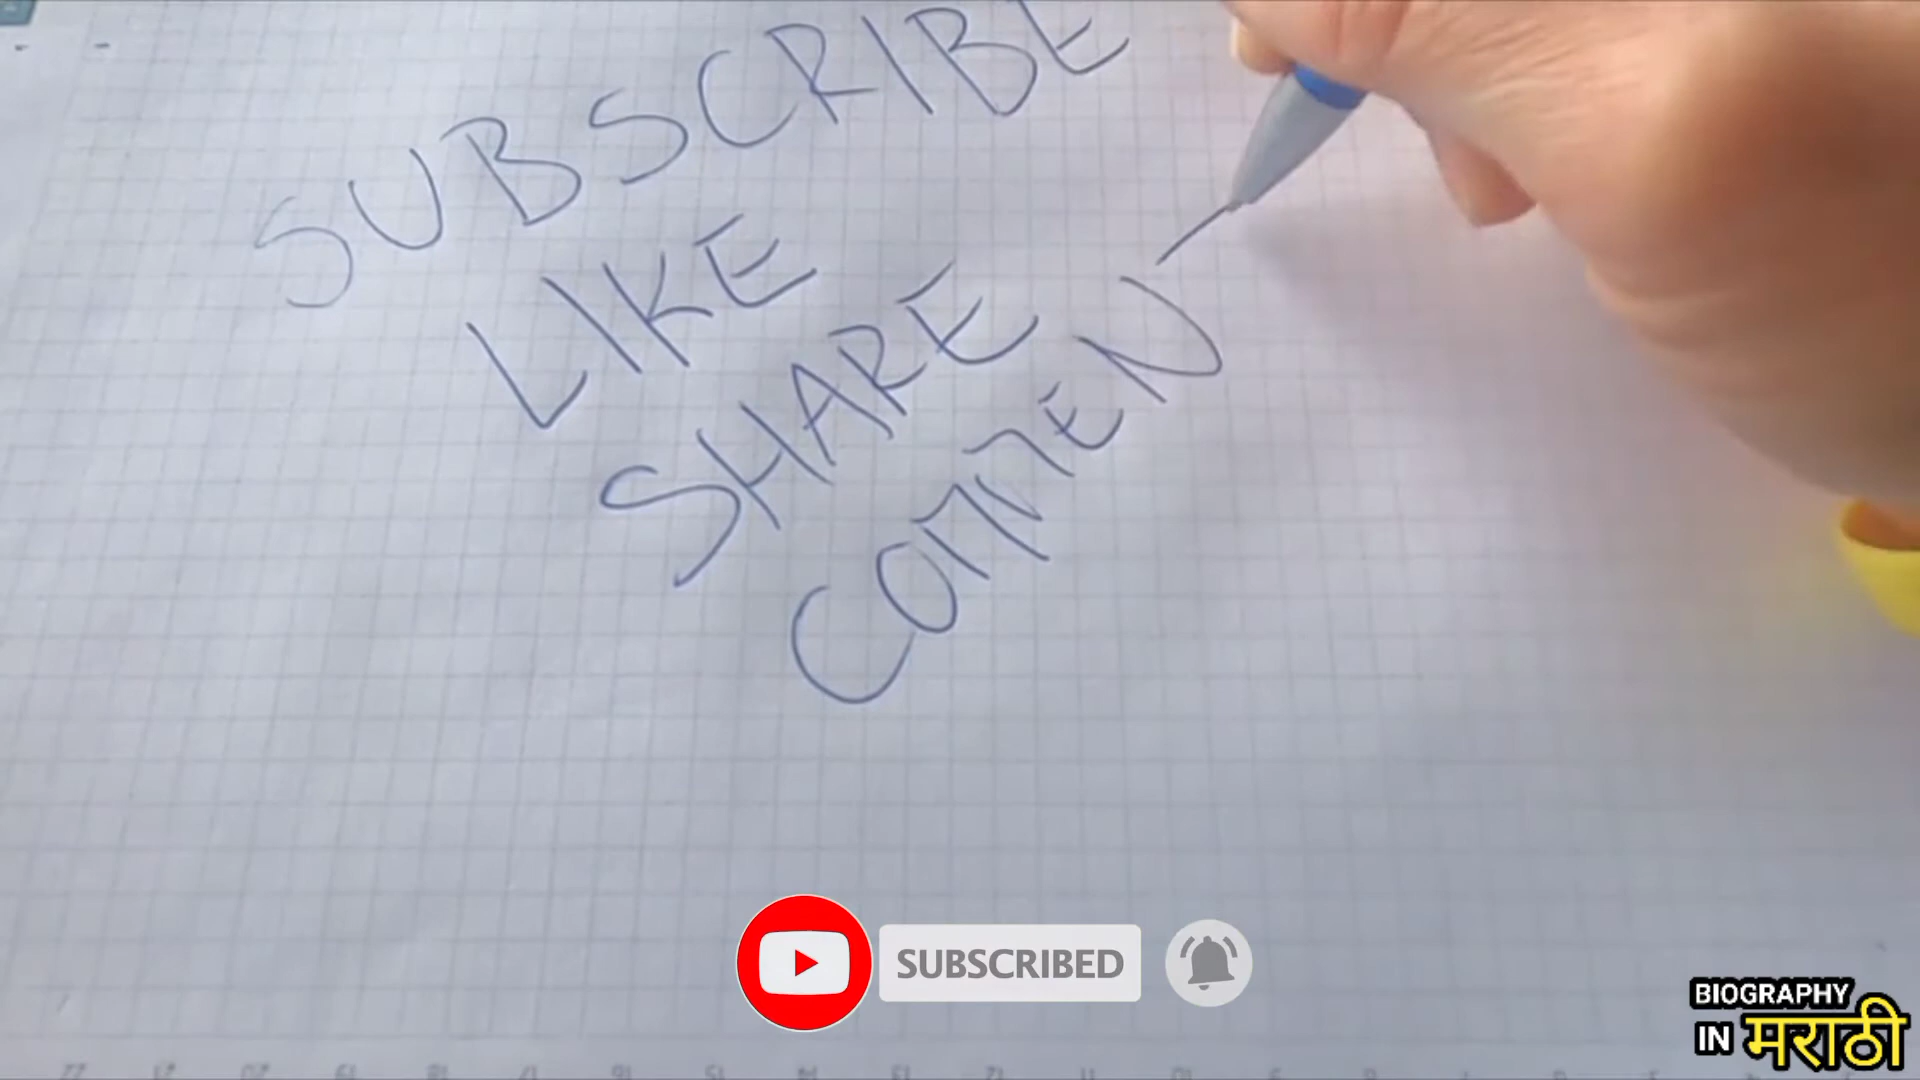 SUBSCRIBE
LIKE
SHARE
COMMEN
SUBSCRIBED
BIOGRAPHY
IN मराठी